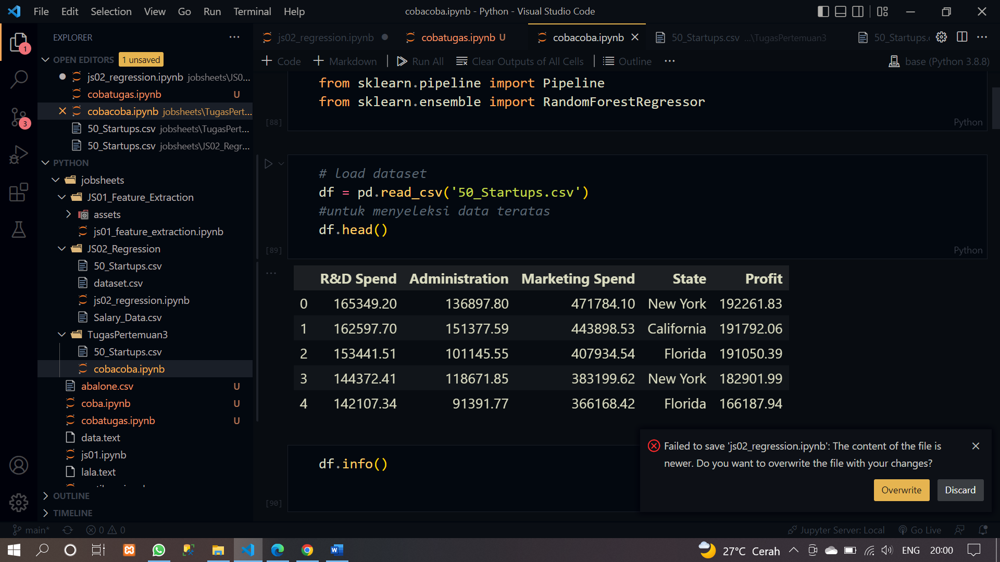 File Edit Selection View Go Run Terminal Help
cobacoba.ipynb - Python - Visual Studio Code
EXPLORER
OPEN EDITORS 1 unsaved
js02_regression.ipynb jobsheets\JS0...
cobatugas.ipynb U
cobacoba.ipynb jobsheets\TugasPert...
50_Startups.csv jobsheets\TugasPert...
50_Startups.csv jobsheets\JS02_Regr...
PYTHON
jobsheets
JS01_Feature_Extraction
assets
js01_feature_extraction.ipynb
JS02_Regression
50_Startups.csv
dataset.csv
js02_regression.ipynb
Salary_Data.csv
TugasPertemuan3
50_Startups.csv
cobacoba.ipynb
abalone.csv U
coba.ipynb U
cobatugas.ipynb U
data.text
js01.ipynb
lala.text
OUTLINE
TIMELINE
1
3
js02_regression.ipynb
cobatugas.ipynb U
cobacoba.ipynb
50_Startups.csv ...\TugasPertemuan3
50_Startups.
Code Markdown Run All Clear Outputs of All Cells Outline
base (Python 3.8.8)
from sklearn.pipeline import Pipeline
from sklearn.ensemble import RandomForestRegressor
[88] Python
# load dataset
df = pd.read_csv('50_Startups.csv')
#untuk menyeleksi data teratas
df.head()
[89] Python
R&D Spend Administration Marketing Spend State Profit
0 165349.20 136897.80 471784.10 New York 192261.83
1 162597.70 151377.59 443898.53 California 191792.06
2 153441.51 101145.55 407934.54 Florida 191050.39
3 144372.41 118671.85 383199.62 New York 182901.99
4 142107.34 91391.77 366168.42 Florida 166187.94
df.info()
[90]
Failed to save 'js02_regression.ipynb': The content of the file is
newer. Do you want to overwrite the file with your changes?
Overwrite Discard
main* 0 0
Jupyter Server: Local Go Live
27°C Cerah ENG 20:00